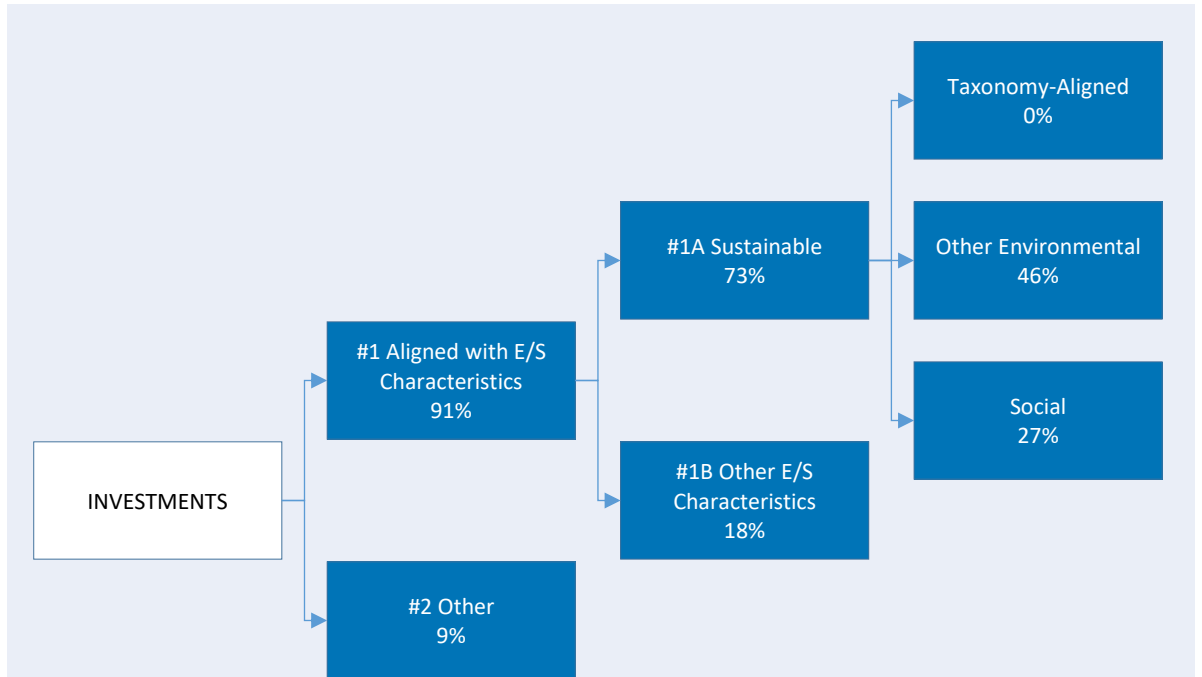 Taxonomy-Aligned
0%
#1A Sustainable
73%
Other Environmental
46%
#1 Aligned with E/S
Characteristics
91%
Social
27%
INVESTMENTS
#1B Other E/S
Characteristics
18%
#2 Other
9%